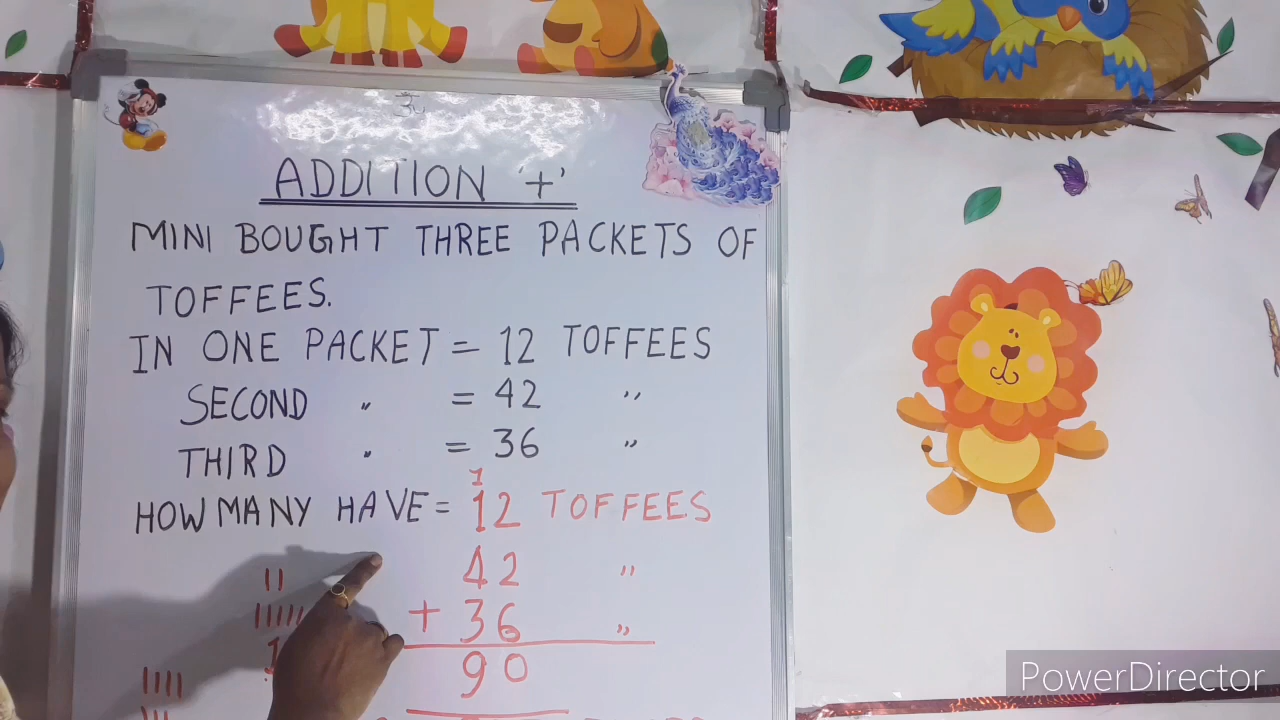 ADDITION '+'
MINI BOUGHT THREE PACKETS OF
TOFFEES.
IN ONE PACKET = 12 TOFFEES
SECOND " = 42 "
THIRD " = 36 "
1
HOW MANY HAVE = 12 TOFFEES
42 "
+ 36 "
90
PowerDirector